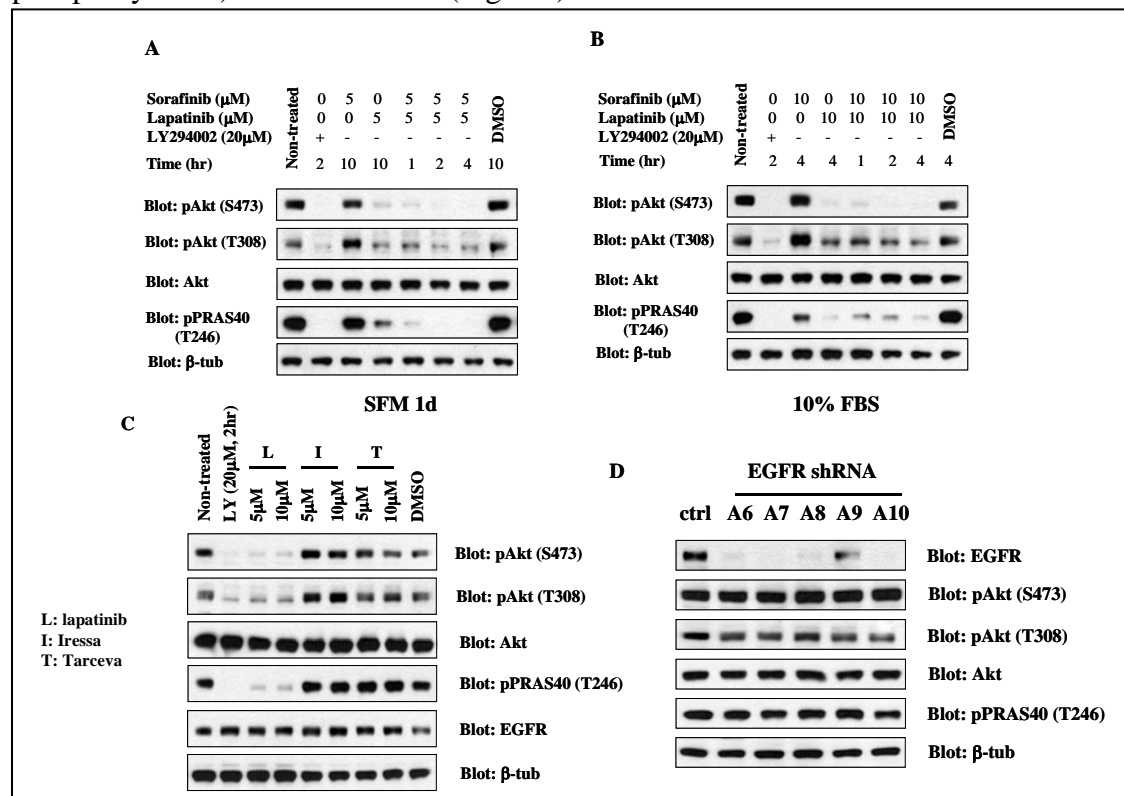 A
Sorafinib (μM) 0 5 0 5 5 5
Lapatinib (μM) 0 0 5 5 5 5
LY294002 (20μM) + - - - - -
Non-treated
DMSO
Time (hr) 2 10 10 1 2 4 10
Blot: pAkt (S473)
Blot: pAkt (T308)
Blot: Akt
Blot: pPRAS40
(T246)
Blot: β-tub
SFM 1d
B
Sorafinib (μM) 0 10 0 10 10 10
Lapatinib (μM) 0 0 10 10 10 10
LY294002 (20μM) + - - - - -
Non-treated
DMSO
Time (hr) 2 4 4 1 2 4 4
Blot: pAkt (S473)
Blot: pAkt (T308)
Blot: Akt
Blot: pPRAS40
(T246)
Blot: β-tub
10% FBS
C
Non-treated
LY (20μM, 2hr)
L I T
5μM 10μM 5μM 10μM 5μM 10μM
DMSO
Blot: pAkt (S473)
Blot: pAkt (T308)
Blot: Akt
Blot: pPRAS40 (T246)
Blot: EGFR
Blot: β-tub
L: lapatinib
I: Iressa
T: Tarceva
D
EGFR shRNA
ctrl A6 A7 A8 A9 A10
Blot: EGFR
Blot: pAkt (S473)
Blot: pAkt (T308)
Blot: Akt
Blot: pPRAS40 (T246)
Blot: β-tub